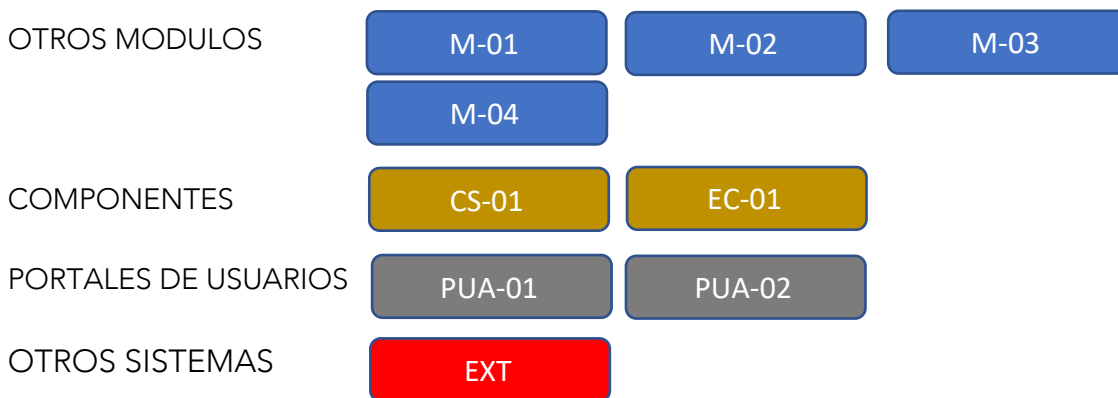 OTROS MODULOS M-01 M-02 M-03
M-04
COMPONENTES CS-01 EC-01
PORTALES DE USUARIOS PUA-01 PUA-02
OTROS SISTEMAS EXT